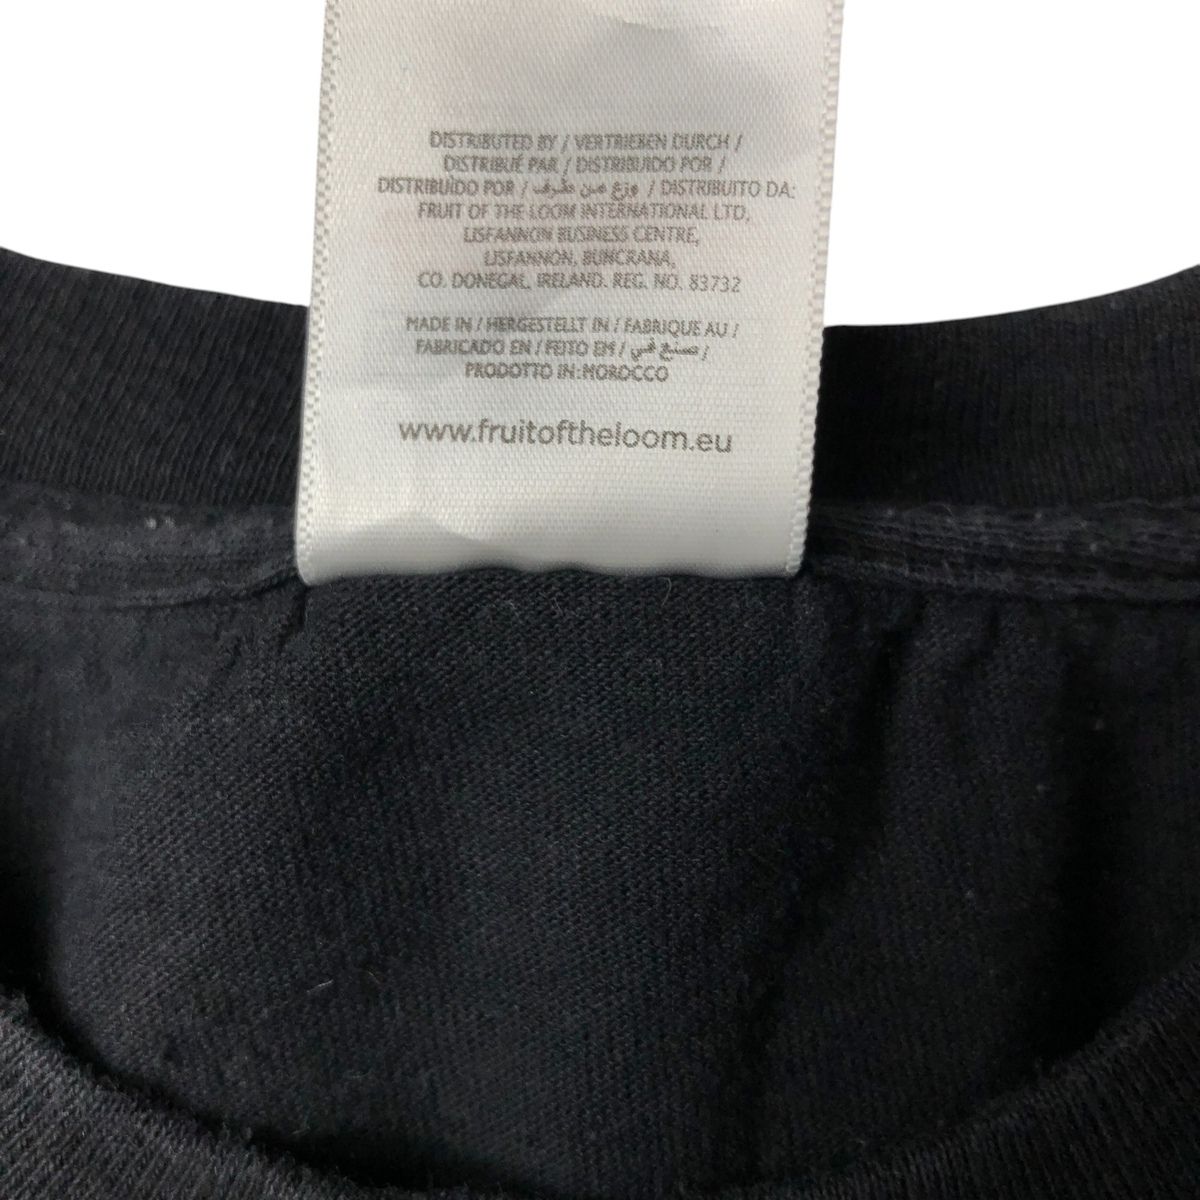 DISTRIBUTED BY / VERTRIEBEN DURCH /
DISTRIBUÉ PAR / DISTRIBUIDO POR /
DISTRIBUÌDO POR / وزع من طرف / DISTRIBUITO DA:
FRUIT OF THE LOOM INTERNATIONAL LTD,
LISFANNON BUSINESS CENTRE,
LISFANNON, BUNCRANA,
CO. DONEGAL, IRELAND. REG. NO. 83732
MADE IN / HERGESTELLT IN / FABRIQUE AU /
FABRICADO EN / FEITO EM / صنع في /
PRODOTTO IN: MOROCCO
www.fruitoftheloom.eu